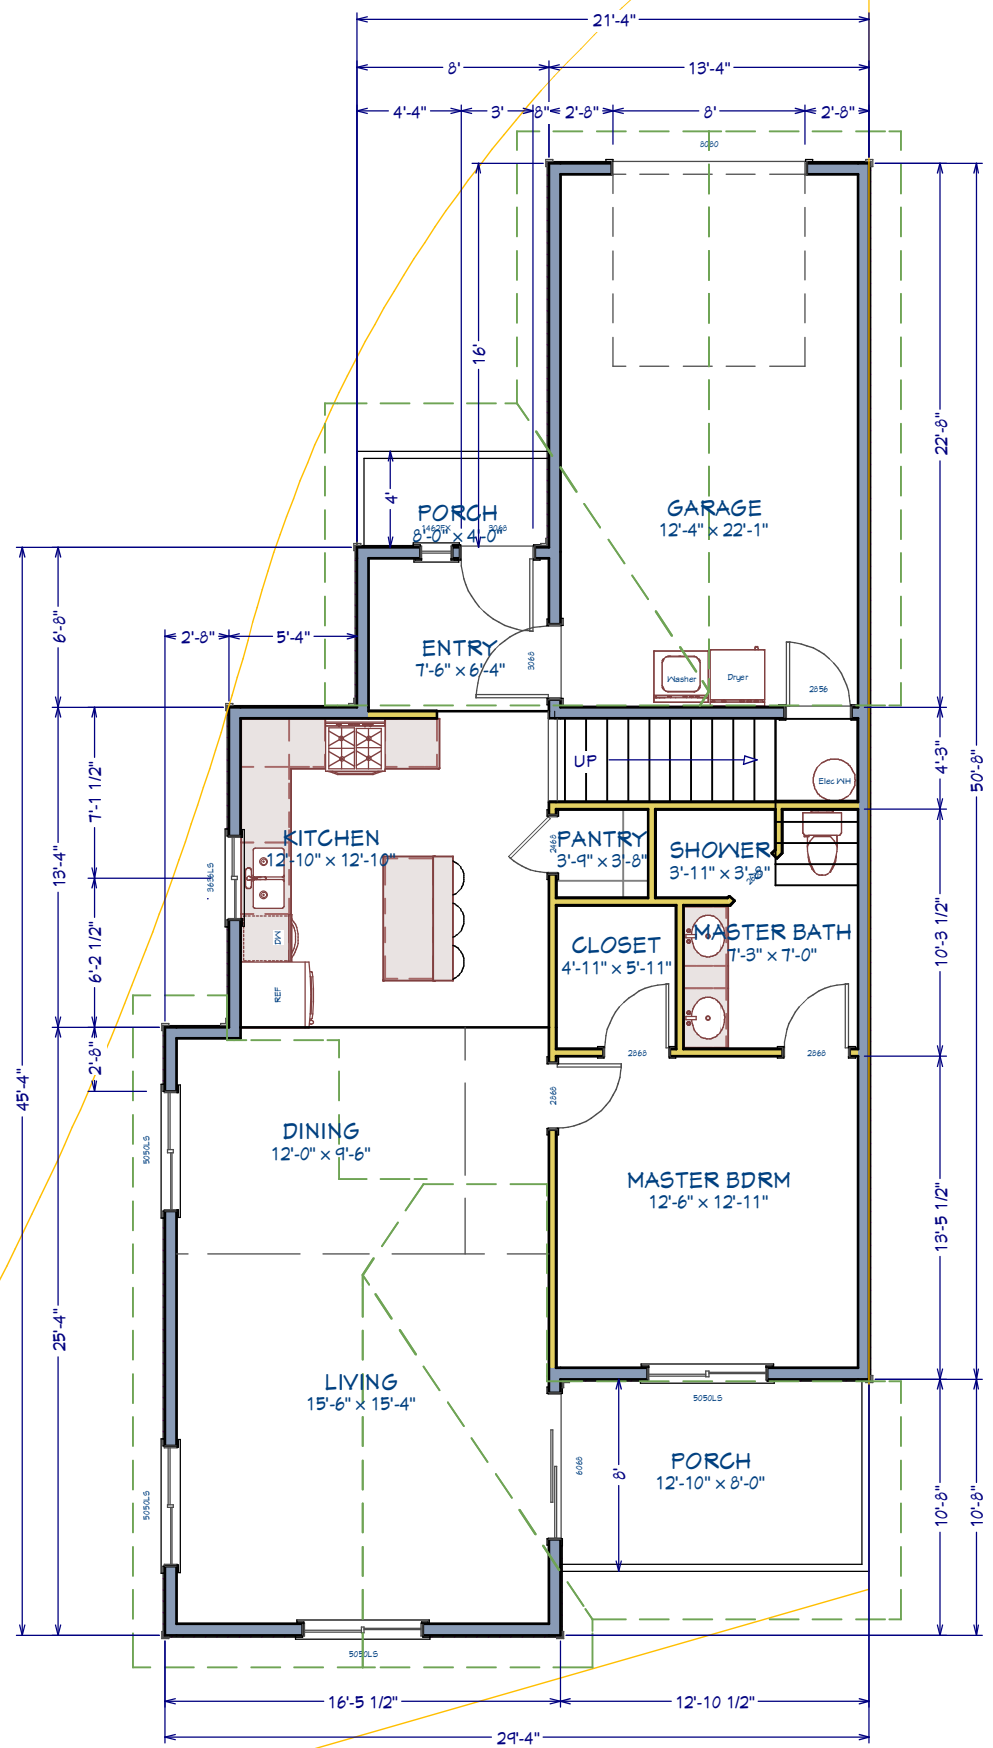 21'-4"
8'
13'-4"
4'-4"
3'
8"
2'-8"
8'
2'-8"
8080
16'
22'-8"
50'-8"
4'
PORCH
8'-0" x 4'-0"
3068
GARAGE
12'-4" x 22'-1"
6'-8"
2'-8"
5'-4"
ENTRY
7'-6" x 6'-4"
3068
Washer
Dryer
2856
UP
Elec WH
4'-3"
7'-1 1/2"
13'-4"
KITCHEN
12'-10" x 12'-10"
2468
PANTRY
3'-9" x 3'-8"
SHOWER
3'-11" x 3'-8"
6'-2 1/2"
DW
REF
CLOSET
4'-11" x 5'-11"
MASTER BATH
7'-3" x 7'-0"
10'-3 1/2"
2868
2868
2'-8"
45'-4"
2868
5050LS
DINING
12'-0" x 9'-6"
MASTER BDRM
12'-6" x 12'-11"
13'-5 1/2"
25'-4"
LIVING
15'-6" x 15'-4"
5050LS
5050LS
6068
8'
PORCH
12'-10" x 8'-0"
10'-8"
10'-8"
5050LS
16'-5 1/2"
12'-10 1/2"
29'-4"